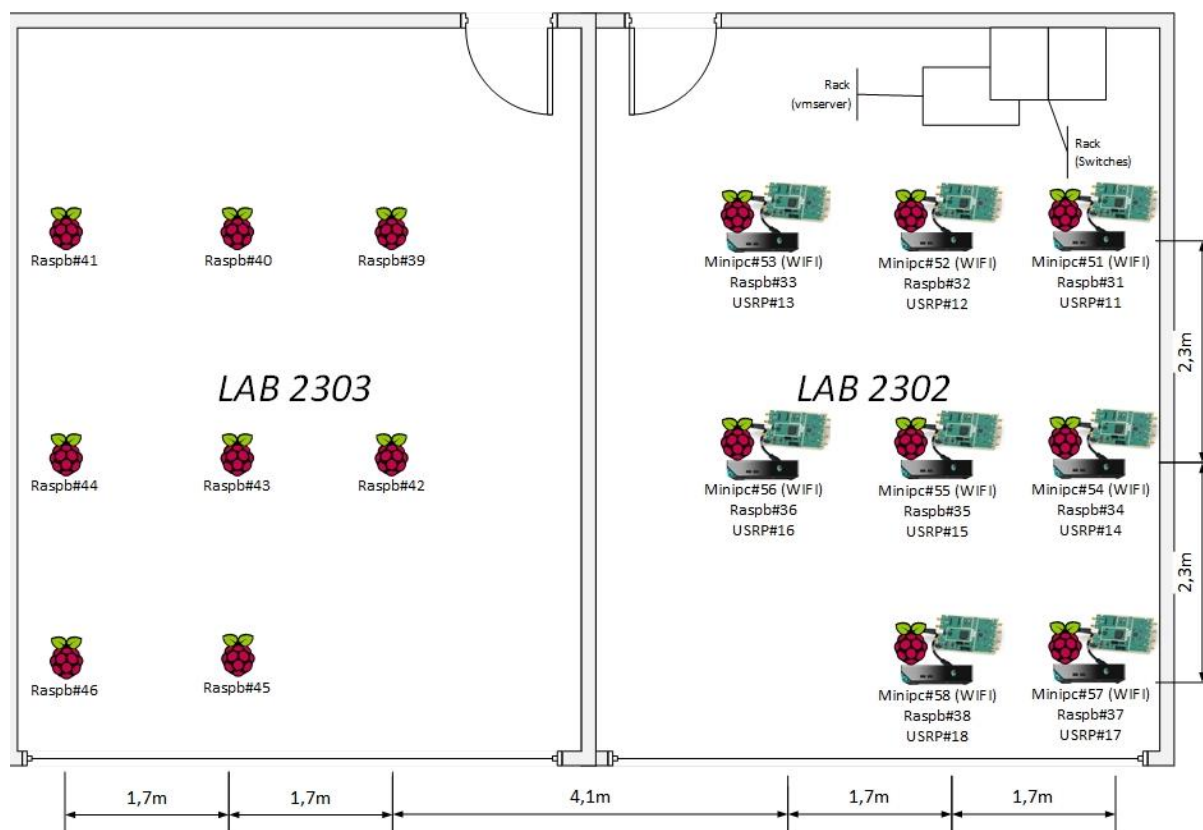 Rack
(vmserver)
Rack
(Switches)
Raspb#41
Raspb#40
Raspb#39
Minipc#53 (WIFI)
Raspb#33
USRP#13
Minipc#52 (WIFI)
Raspb#32
USRP#12
Minipc#51 (WIFI)
Raspb#31
USRP#11
2,3m
LAB 2303
LAB 2302
Raspb#44
Raspb#43
Raspb#42
Minipc#56 (WIFI)
Raspb#36
USRP#16
Minipc#55 (WIFI)
Raspb#35
USRP#15
Minipc#54 (WIFI)
Raspb#34
USRP#14
2,3m
Raspb#46
Raspb#45
Minipc#58 (WIFI)
Raspb#38
USRP#18
Minipc#57 (WIFI)
Raspb#37
USRP#17
1,7m
1,7m
4,1m
1,7m
1,7m